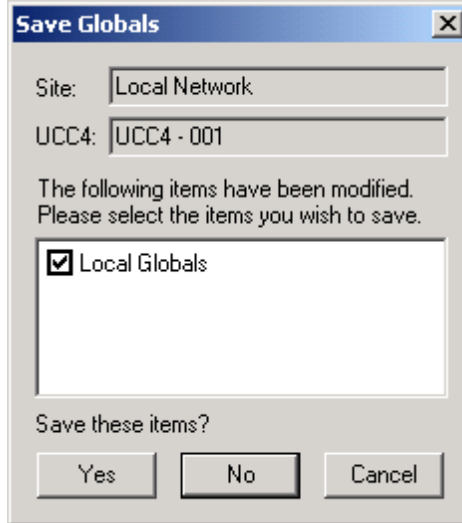 Save Globals
Site: Local Network
UCC4: UCC4 - 001
The following items have been modified.
Please select the items you wish to save.
Local Globals
Save these items?
Yes No Cancel